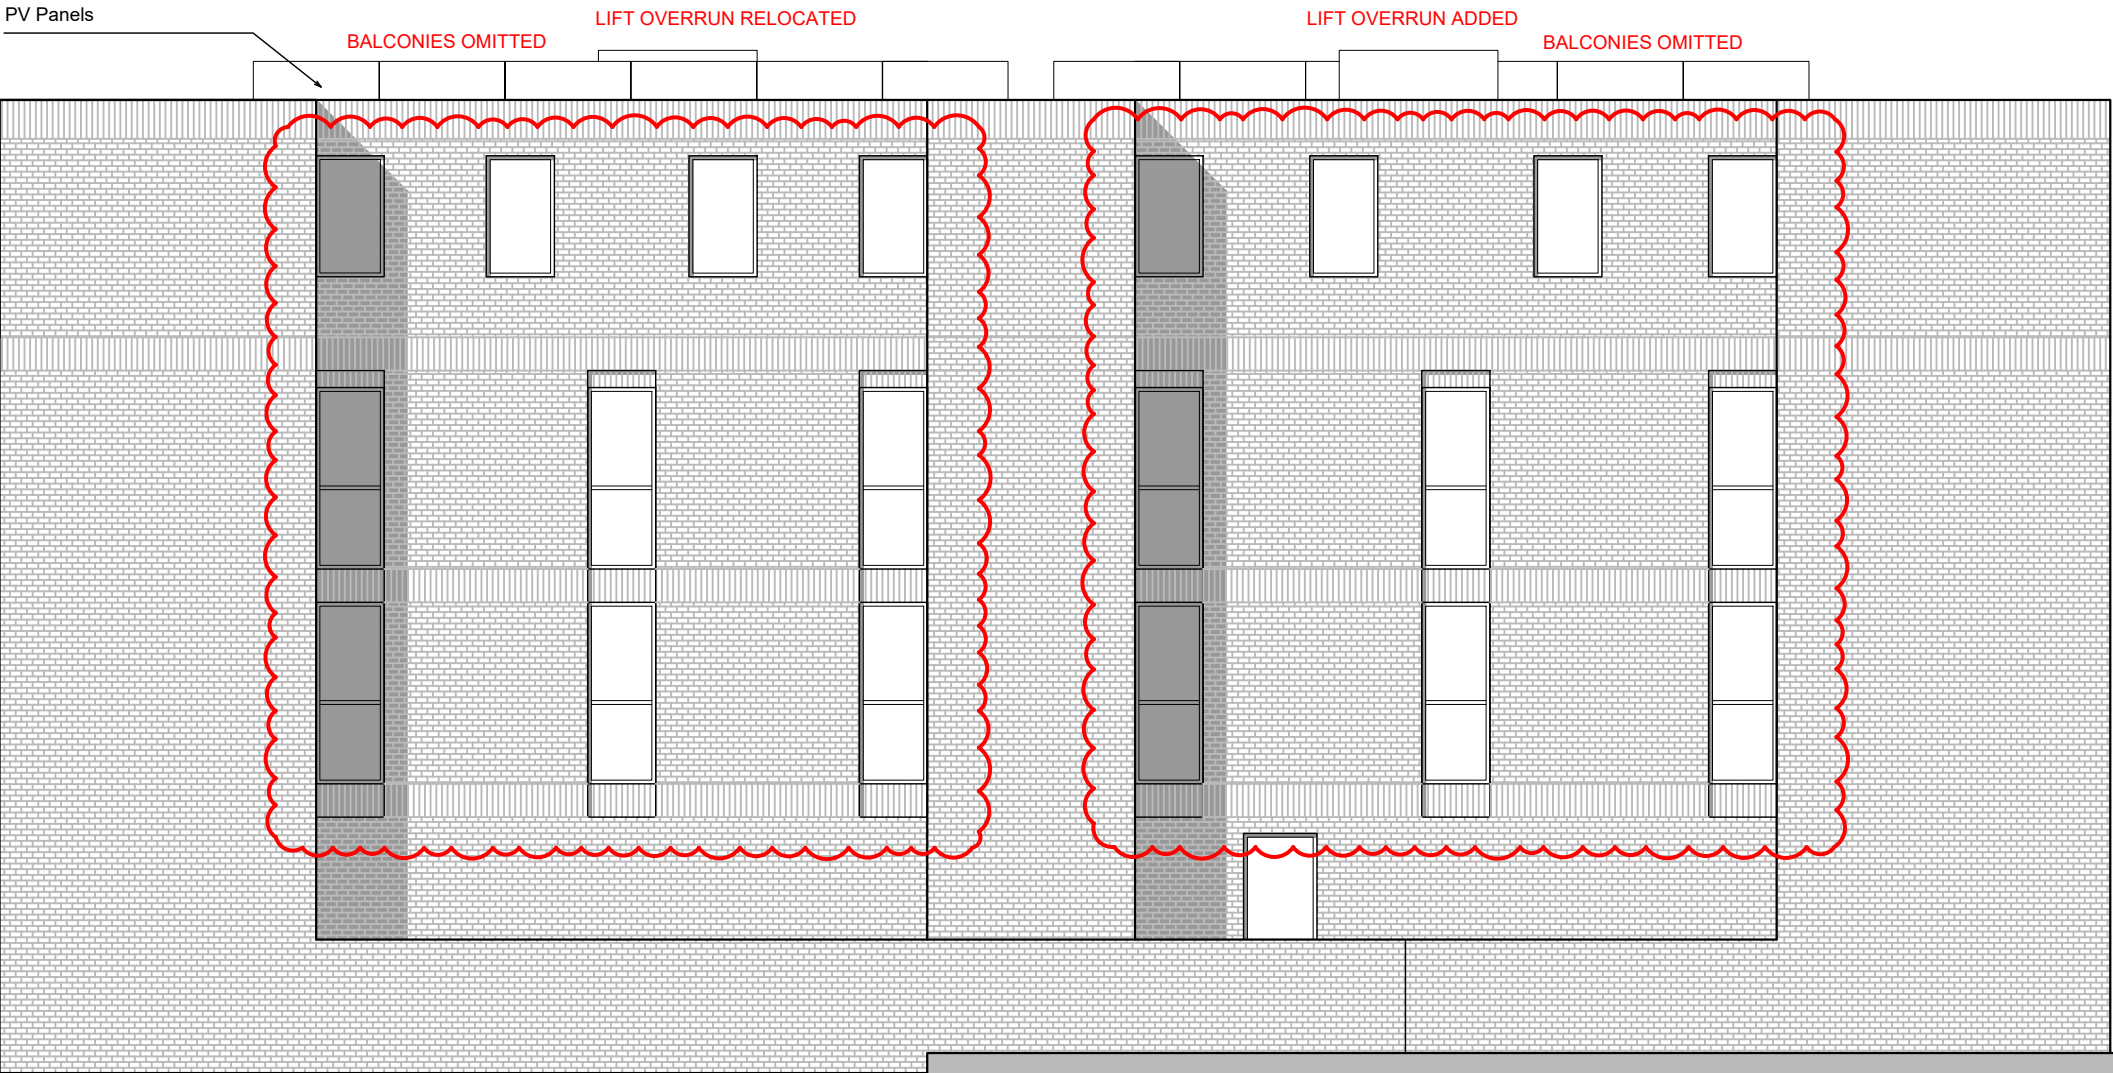 PV Panels
LIFT OVERRUN RELOCATED
LIFT OVERRUN ADDED
BALCONIES OMITTED
BALCONIES OMITTED